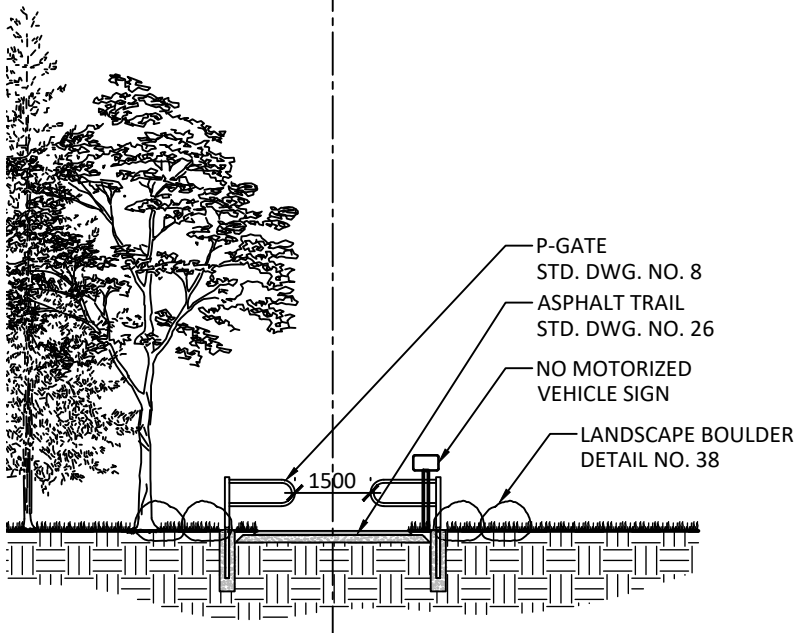 P-GATE
STD. DWG. NO. 8
ASPHALT TRAIL
STD. DWG. NO. 26
NO MOTORIZED
VEHICLE SIGN
LANDSCAPE BOULDER
DETAIL NO. 38
1500